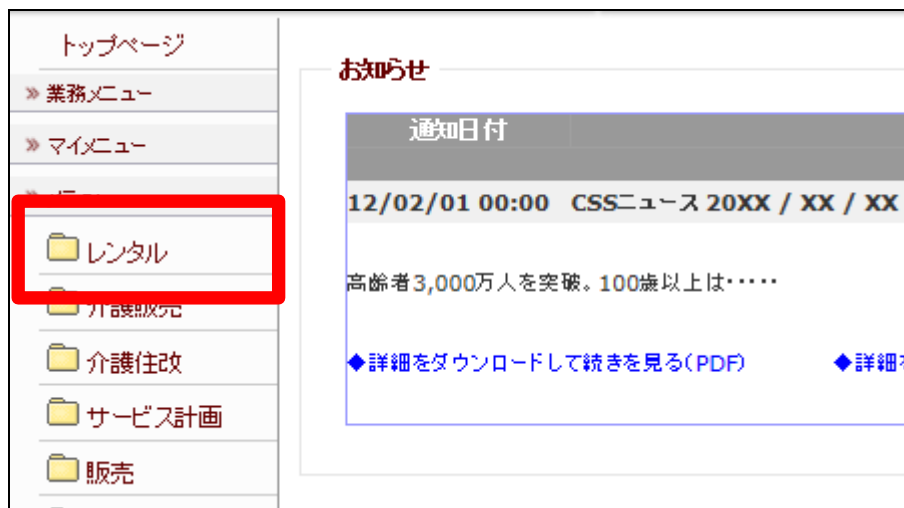 トップページ
» 業務メニュー
» マイメニュー
レンタル
介護販売
介護住改
サービス計画
販売
お知らせ
通知日付
12/02/01 00:00 CSSニュース 20XX / XX / XX
高齢者3,000万人を突破。100歳以上は・・・・・
◆詳細をダウンロードして続きを見る(PDF) ◆詳細